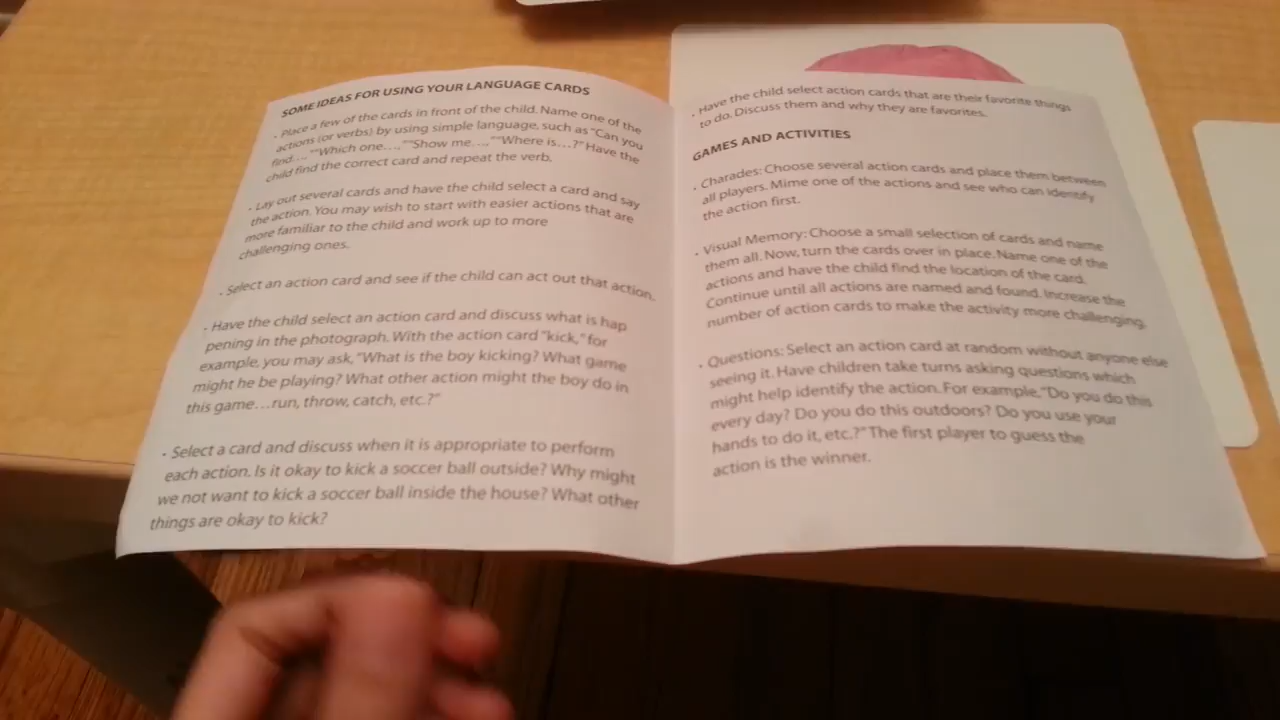 SOME IDEAS FOR USING YOUR LANGUAGE CARDS
· Place a few of the cards in front of the child. Name one of the
actions (or verbs) by using simple language, such as "Can you
find...," "Which one...," "Show me...," "Where is...?" Have the
child find the correct card and repeat the verb.
· Lay out several cards and have the child select a card and say
the action. You may wish to start with easier actions that are
more familiar to the child and work up to more
challenging ones.
· Select an action card and see if the child can act out that action.
· Have the child select an action card and discuss what is hap
pening in the photograph. With the action card "kick," for
example, you may ask, "What is the boy kicking? What game
might he be playing? What other action might the boy do in
this game...run, throw, catch, etc.?"
· Select a card and discuss when it is appropriate to perform
each action. Is it okay to kick a soccer ball outside? Why might
we not want to kick a soccer ball inside the house? What other
things are okay to kick?
· Have the child select action cards that are their favorite things
to do. Discuss them and why they are favorites.
GAMES AND ACTIVITIES
· Charades: Choose several action cards and place them between
all players. Mime one of the actions and see who can identify
the action first.
· Visual Memory: Choose a small selection of cards and name
them all. Now, turn the cards over in place. Name one of the
actions and have the child find the location of the card.
Continue until all actions are named and found. Increase the
number of action cards to make the activity more challenging.
· Questions: Select an action card at random without anyone else
seeing it. Have children take turns asking questions which
might help identify the action. For example, "Do you do this
every day? Do you do this outdoors? Do you use your
hands to do it, etc.?" The first player to guess the
action is the winner.